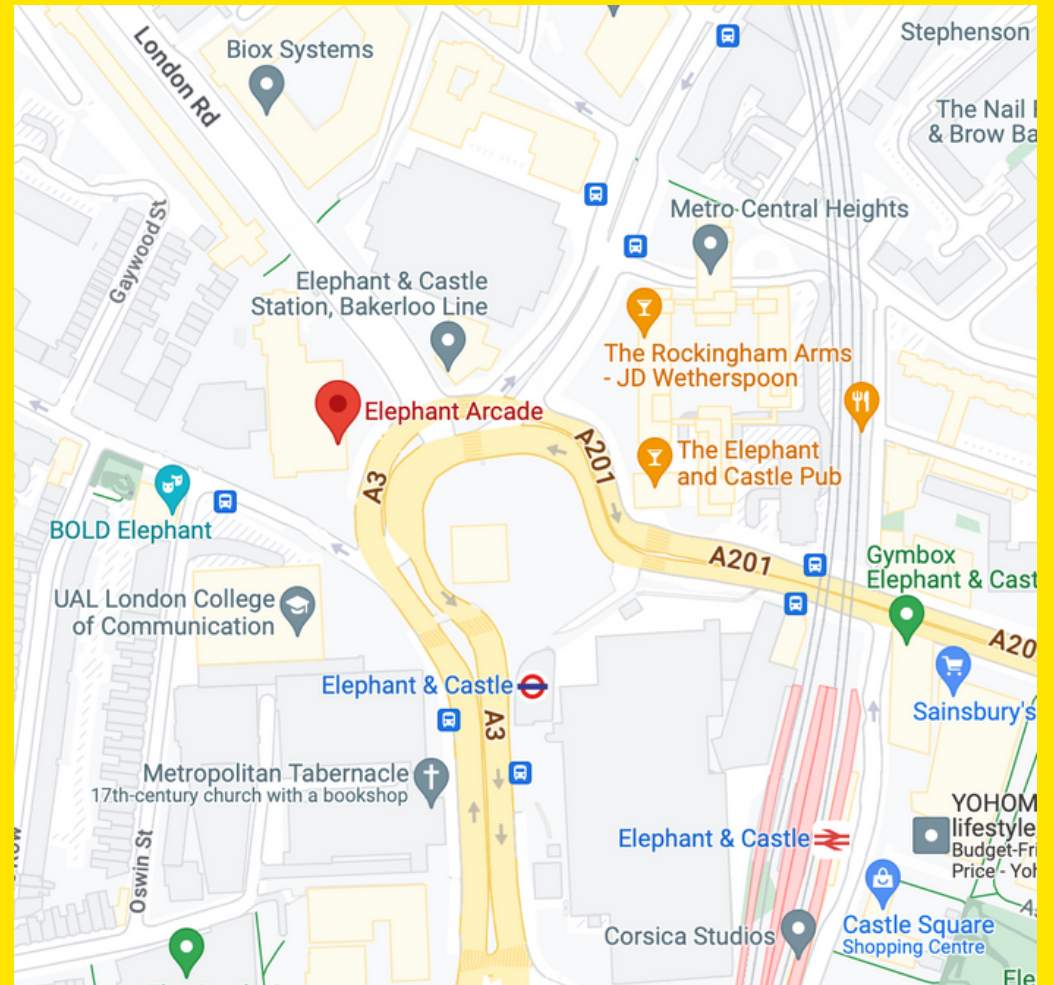 London Rd
Biox Systems
Stephenson
The Nail
& Brow Ba
Gaywood St
Metro Central Heights
Elephant & Castle
Station, Bakerloo Line
The Rockingham Arms
- JD Wetherspoon
Elephant Arcade
A201
A3
The Elephant
and Castle Pub
BOLD Elephant
A201
Gymbox
Elephant & Cast
UAL London College
of Communication
A20
Elephant & Castle
A3
Sainsbury's
Metropolitan Tabernacle
17th-century church with a bookshop
YOHOM
lifestyle
Budget-Fri
Price - Yoh
Elephant & Castle
Oswin St
Castle Square
Shopping Centre
Corsica Studios
Ele